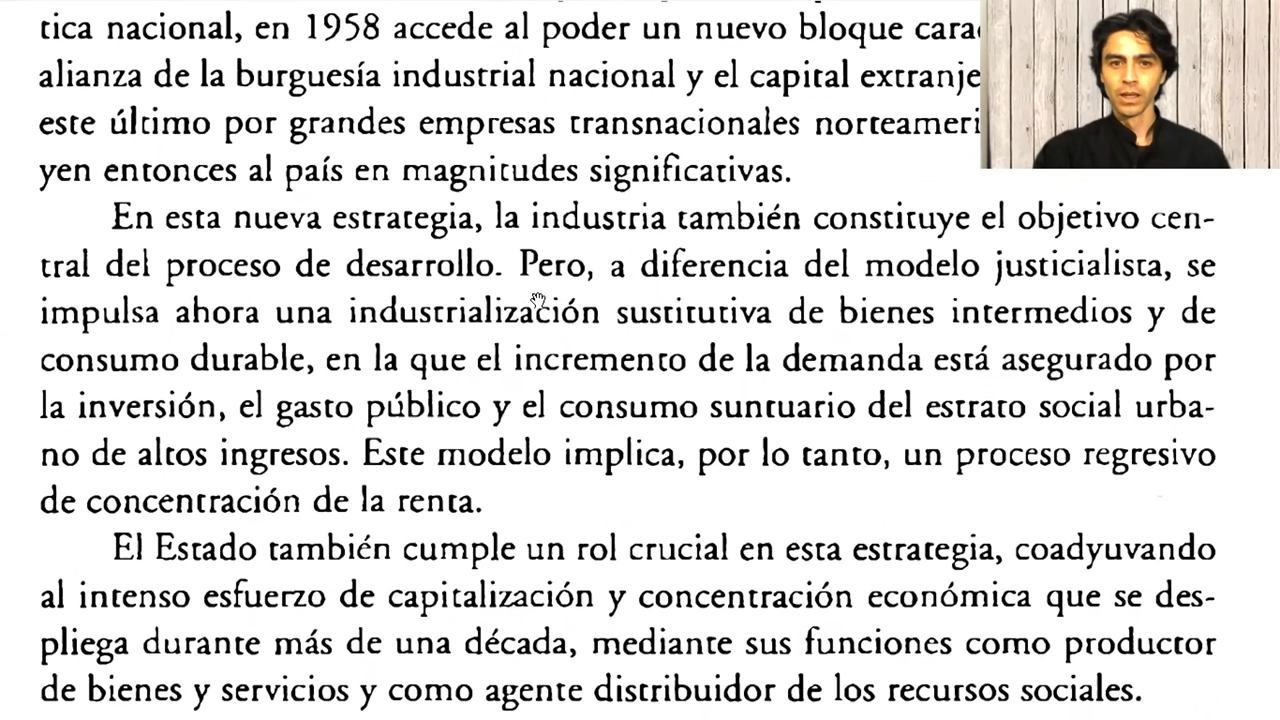 tica nacional, en 1958 accede al poder un nuevo bloque
alianza de la burguesía industrial nacional y el capital
este último por grandes empresas transnacionales
yen entonces al país en magnitudes significativas.
En esta nueva estrategia, la industria también constituye el objetivo cen-
tral del proceso de desarrollo. Pero, a diferencia del modelo justicialista, se
impulsa ahora una industrialización sustitutiva de bienes intermedios y de
consumo durable, en la que el incremento de la demanda está asegurado por
la inversión, el gasto público y el consumo suntuario del estrato social urba-
no de altos ingresos. Este modelo implica, por lo tanto, un proceso regresivo
de concentración de la renta.
El Estado también cumple un rol crucial en esta estrategia, coadyuvando
al intenso esfuerzo de capitalización y concentración económica que se des-
pliega durante más de una década, mediante sus funciones como productor
de bienes y servicios y como agente distribuidor de los recursos sociales.